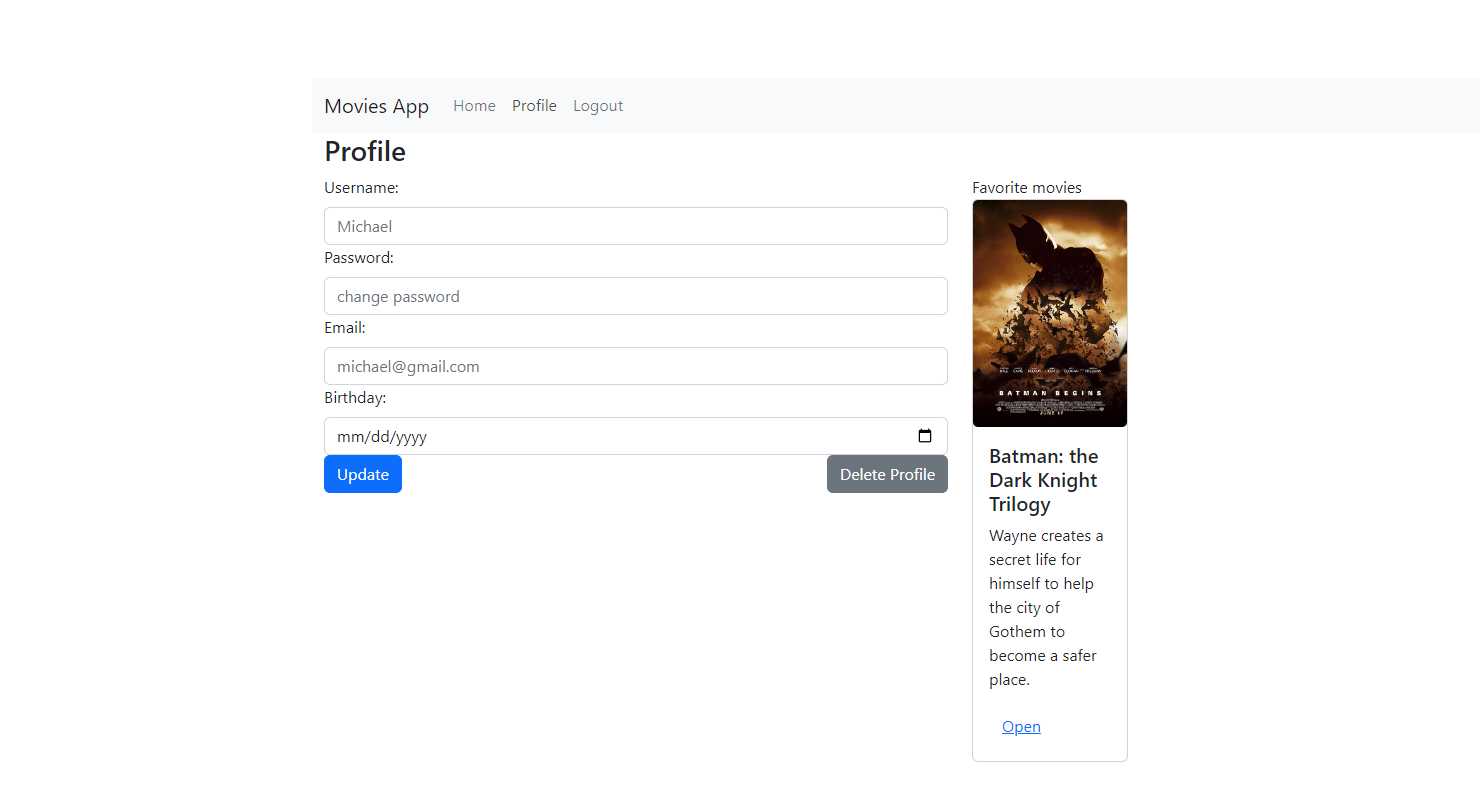 Movies App Home Profile Logout
Profile
Username:
Michael
Password:
change password
Email:
michael@gmail.com
Birthday:
mm/dd/yyyy
Update Delete Profile
Favorite movies
BATMAN BEGINS
JUNE 17
Batman: the
Dark Knight
Trilogy
Wayne creates a
secret life for
himself to help
the city of
Gothem to
become a safer
place.
Open